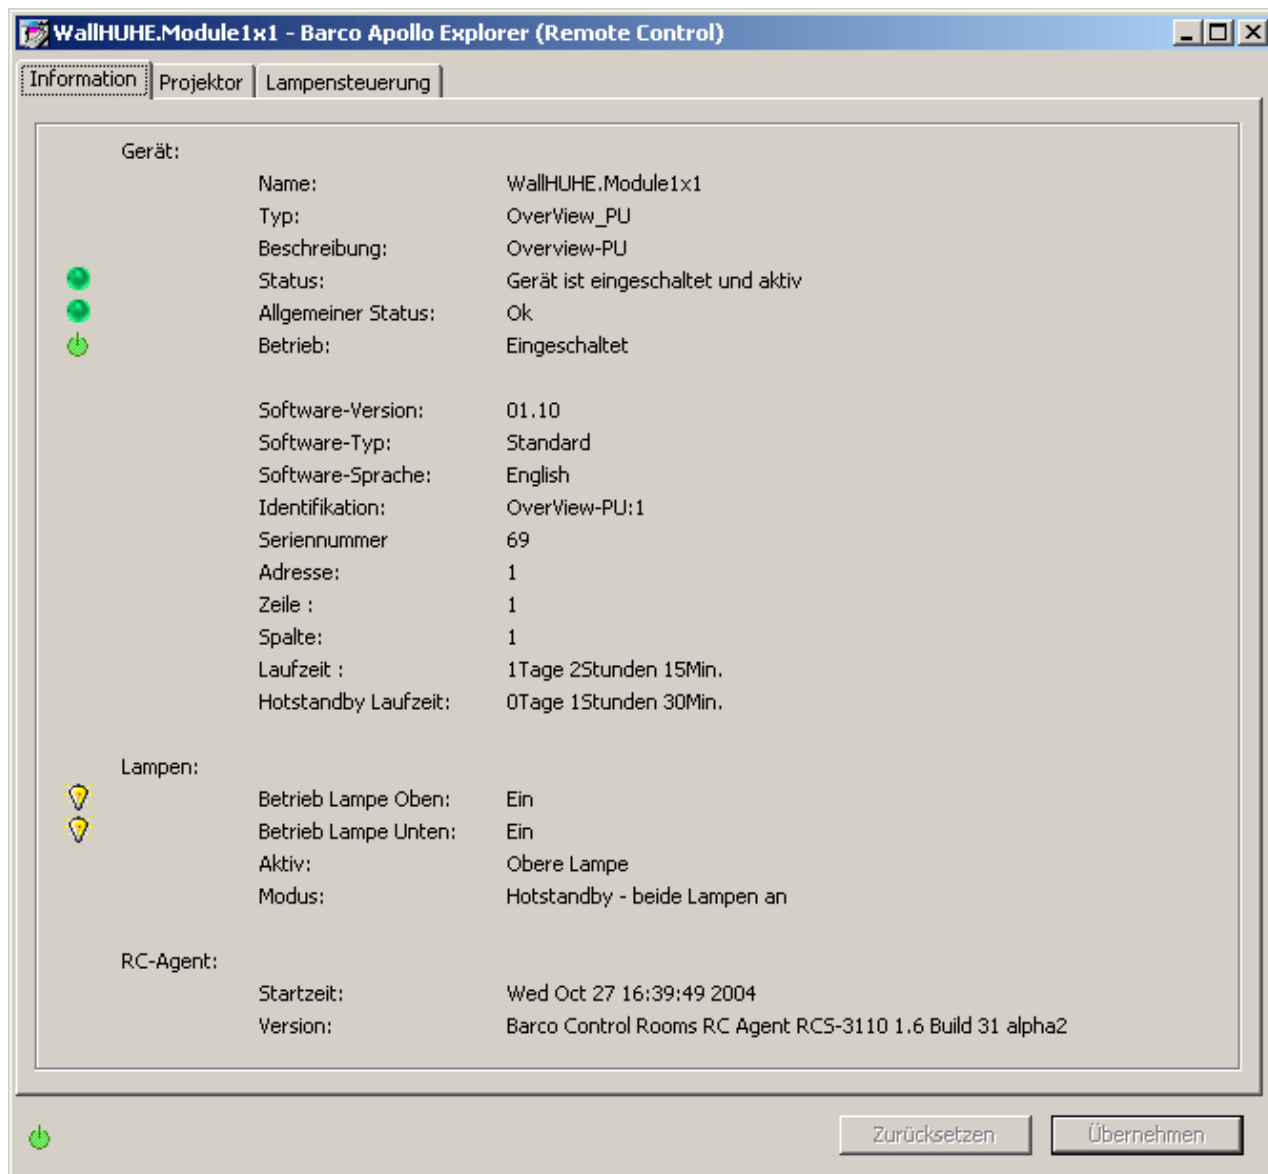 WallHUHE.Module1x1 - Barco Apollo Explorer (Remote Control)
Information Projektor Lampensteuerung
Gerät:
Name: WallHUHE.Module1x1
Typ: OverView_PU
Beschreibung: Overview-PU
Status: Gerät ist eingeschaltet und aktiv
Allgemeiner Status: Ok
Betrieb: Eingeschaltet
Software-Version: 01.10
Software-Typ: Standard
Software-Sprache: English
Identifikation: OverView-PU:1
Seriennummer 69
Adresse: 1
Zeile : 1
Spalte: 1
Laufzeit : 1Tage 2Stunden 15Min.
Hotstandby Laufzeit: 0Tage 1Stunden 30Min.
Lampen:
Betrieb Lampe Oben: Ein
Betrieb Lampe Unten: Ein
Aktiv: Obere Lampe
Modus: Hotstandby - beide Lampen an
RC-Agent:
Startzeit: Wed Oct 27 16:39:49 2004
Version: Barco Control Rooms RC Agent RCS-3110 1.6 Build 31 alpha2
Zurücksetzen Übernehmen